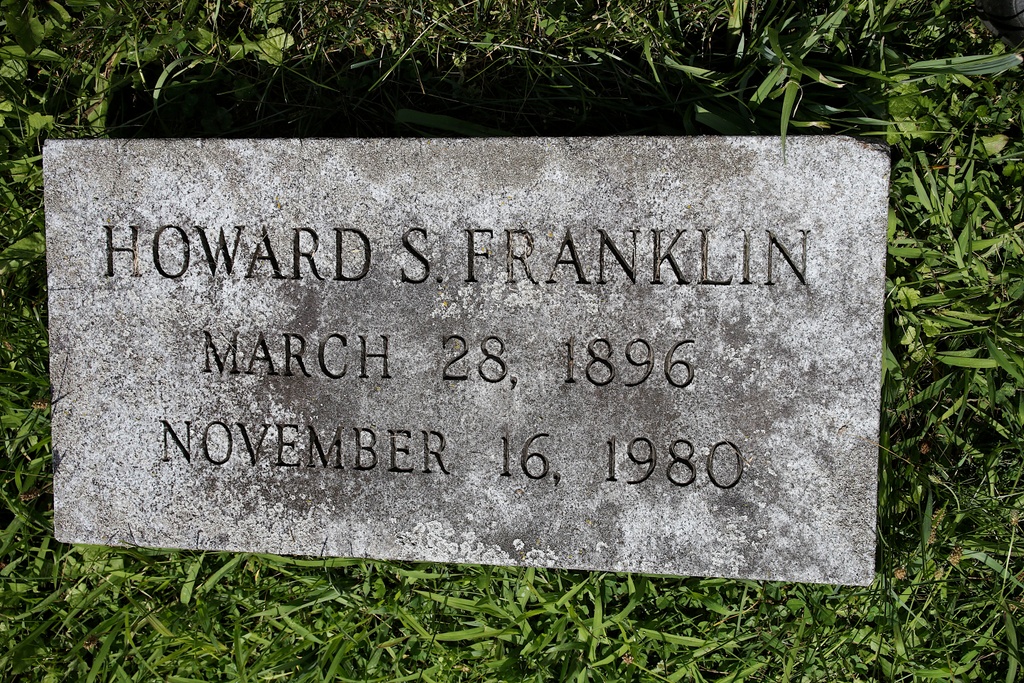 HOWARD S. FRANKLIN
MARCH 28, 1896
NOVEMBER 16, 1980